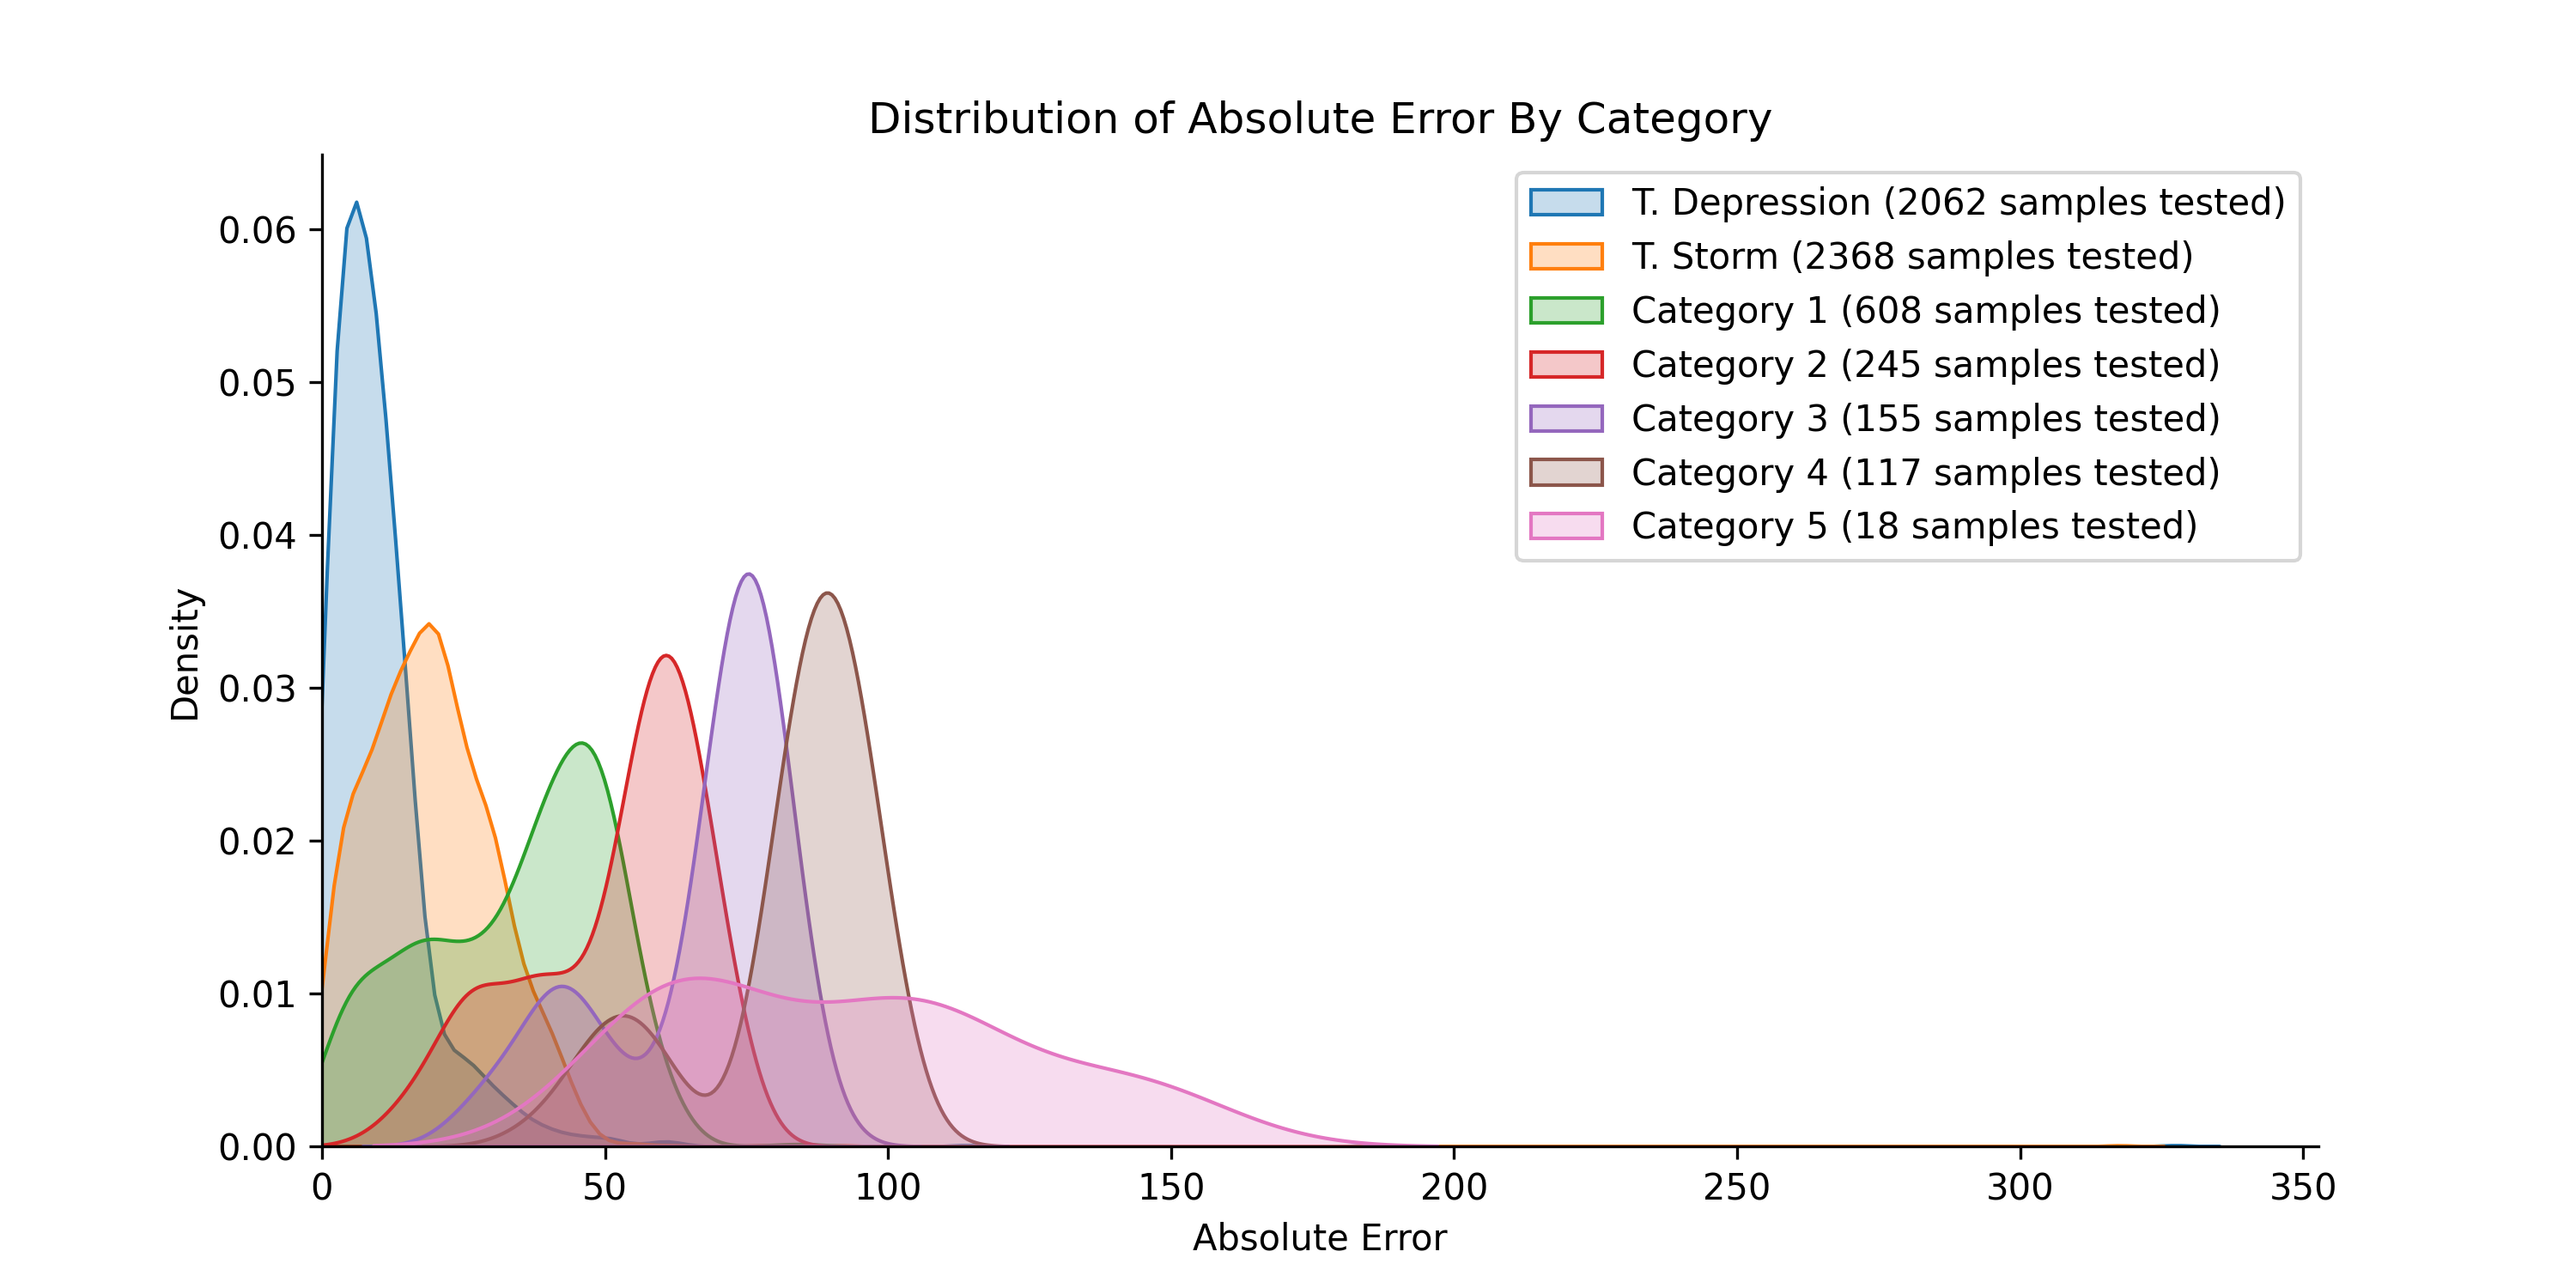 Distribution of Absolute Error By Category
T. Depression (2062 samples tested)
T. Storm (2368 samples tested)
Category 1 (608 samples tested)
Category 2 (245 samples tested)
Category 3 (155 samples tested)
Category 4 (117 samples tested)
Category 5 (18 samples tested)
Density
0.06
0.05
0.04
0.03
0.02
0.01
0.00
0 50 100 150 200 250 300 350
Absolute Error